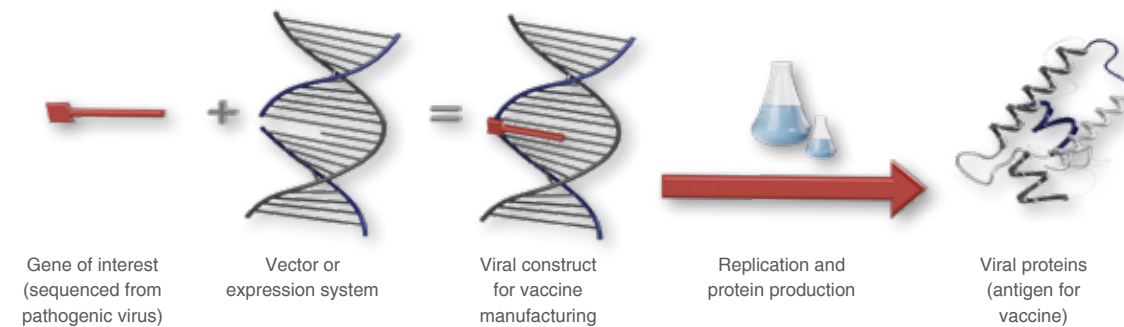 Gene of interest
(sequenced from
pathogenic virus)
Vector or
expression system
Viral construct
for vaccine
manufacturing
Replication and
protein production
Viral proteins
(antigen for
vaccine)